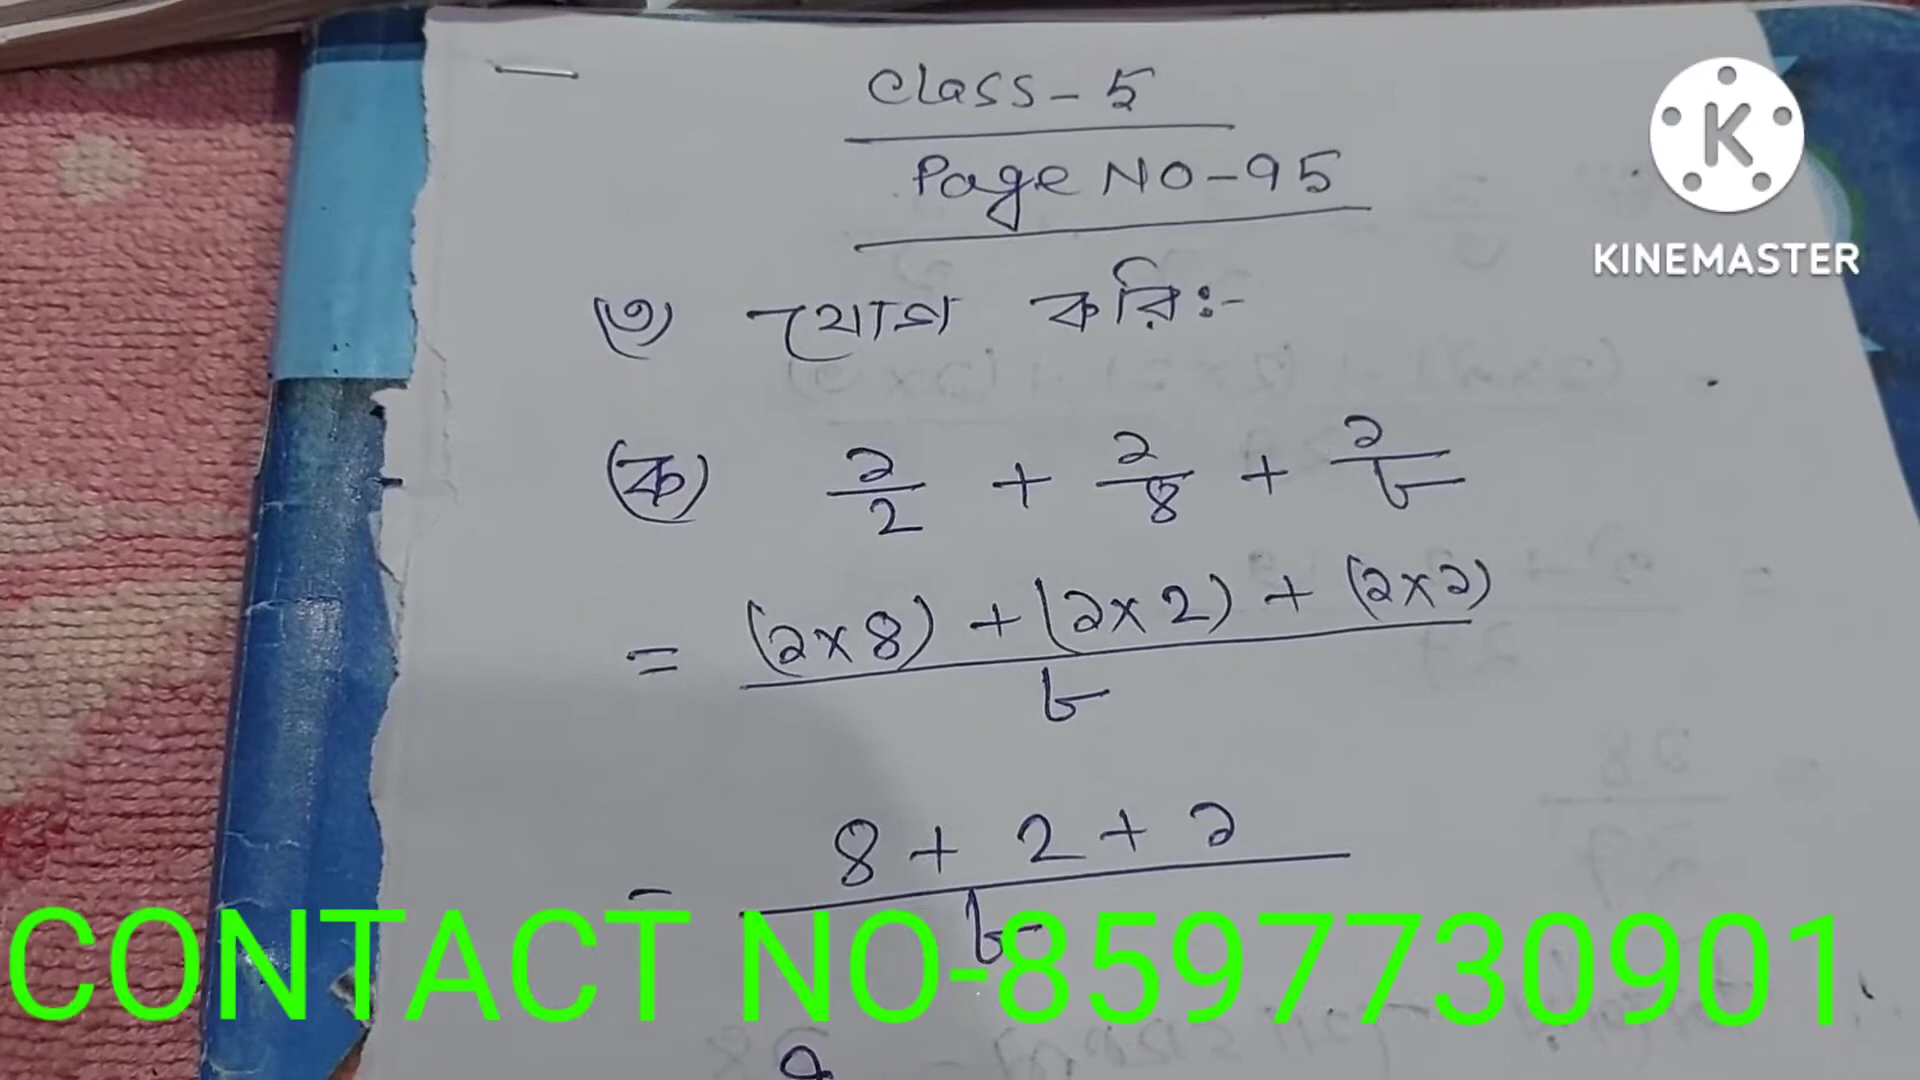 Class - 5
Page NO - 95
KINEMASTER
(৩) যোগ করি :-
(ক) ১/২ + ১/৪ + ১/৮
= (১×৪) + (১×২) + (১×১) / ৮
= ৪ + ২ + ১ / ৮
CONTACT NO-8597730901